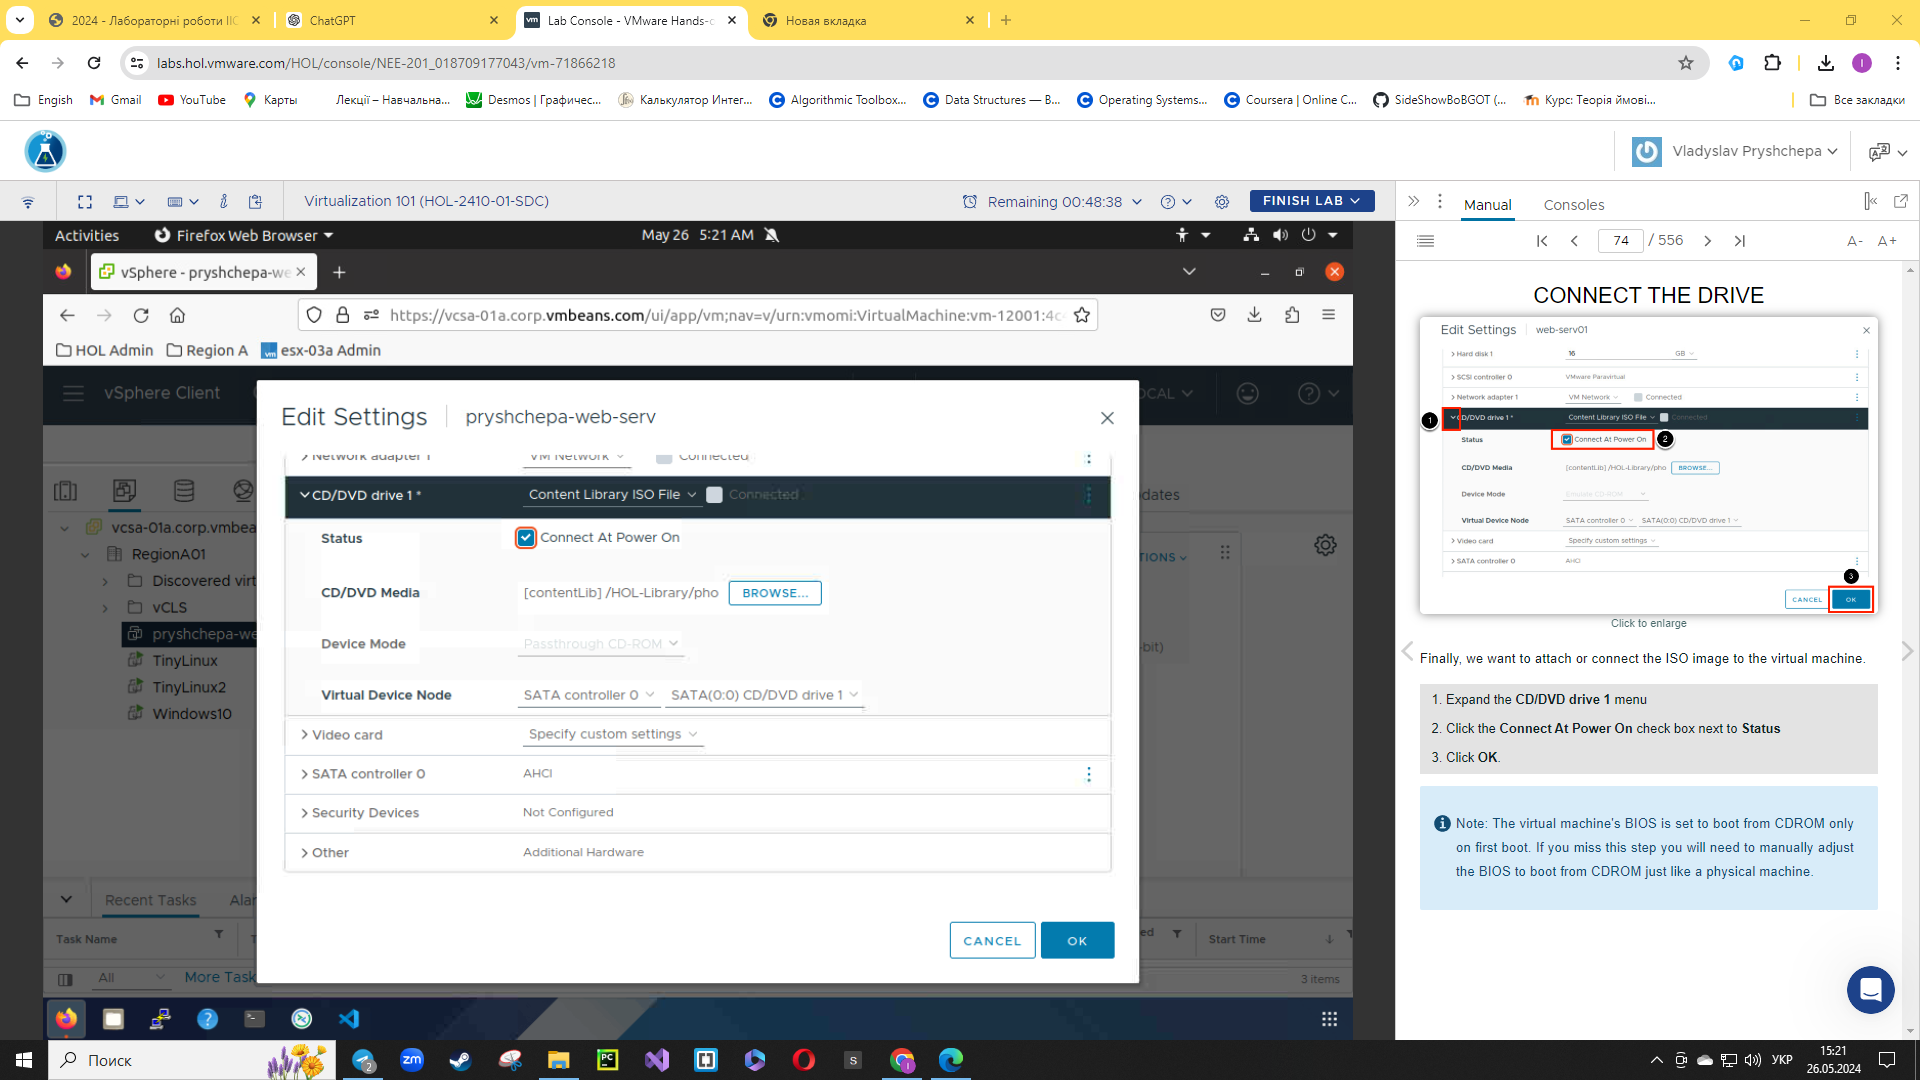 2024 - Лабораторні роботи ІІС
ChatGPT
Lab Console - VMware Hands-o
Новая вкладка
labs.hol.vmware.com/HOL/console/NEE-201_018709177043/vm-71866218
Engish
Gmail
YouTube
Карты
Лекції – Навчальна...
Desmos | Графичес...
Калькулятор Интег...
Algorithmic Toolbox...
Data Structures — В...
Operating Systems...
Coursera | Online C...
SideShowBoBGOT (...
Курс: Теорія ймові...
Все закладки
Vladyslav Pryshchepa
Virtualization 101 (HOL-2410-01-SDC)
Remaining 00:48:38
FINISH LAB
Manual
Consoles
Activities
Firefox Web Browser
May 26 5:21 AM
74 / 556
A- A+
vSphere - pryshchepa-we
https://vcsa-01a.corp.vmbeans.com/ui/app/vm;nav=v/urn:vmomi:VirtualMachine:vm-12001:4c
HOL Admin
Region A
esx-03a Admin
vSphere Client
OCAL
Edit Settings
pryshchepa-web-serv
Network adapter 1
VM Network
Connected
CD/DVD drive 1 *
Content Library ISO File
Connected
Status
Connect At Power On
CD/DVD Media
[contentLib] /HOL-Library/pho
BROWSE...
Device Mode
Passthrough CD-ROM
Virtual Device Node
SATA controller 0
SATA(0:0) CD/DVD drive 1
Video card
Specify custom settings
SATA controller 0
AHCI
Security Devices
Not Configured
Other
Additional Hardware
CANCEL
OK
vcsa-01a.corp.vmbea
RegionA01
Discovered virt
vCLS
pryshchepa-we
TinyLinux
TinyLinux2
Windows10
dates
TIONS
-bit)
Recent Tasks
Alar
Task Name
T
ed
Start Time
All
More Task
3 items
CONNECT THE DRIVE
Edit Settings
web-serv01
Hard disk 1
16
GB
SCSI controller 0
VMware Paravirtual
Network adapter 1
VM Network
Connected
1
CD/DVD drive 1 *
Content Library ISO File
Connected
Status
Connect At Power On
2
CD/DVD Media
[contentLib] /HOL-Library/pho
BROWSE...
Device Mode
Emulate CD-ROM
Virtual Device Node
SATA controller 0
SATA(0:0) CD/DVD drive 1
Video card
Specify custom settings
SATA controller 0
AHCI
3
CANCEL
OK
Click to enlarge
Finally, we want to attach or connect the ISO image to the virtual machine.
1. Expand the CD/DVD drive 1 menu
2. Click the Connect At Power On check box next to Status
3. Click OK.
Note: The virtual machine's BIOS is set to boot from CDROM only
on first boot. If you miss this step you will need to manually adjust
the BIOS to boot from CDROM just like a physical machine.
Поиск
2
zm
PC
S
УКР
15:21
26.05.2024